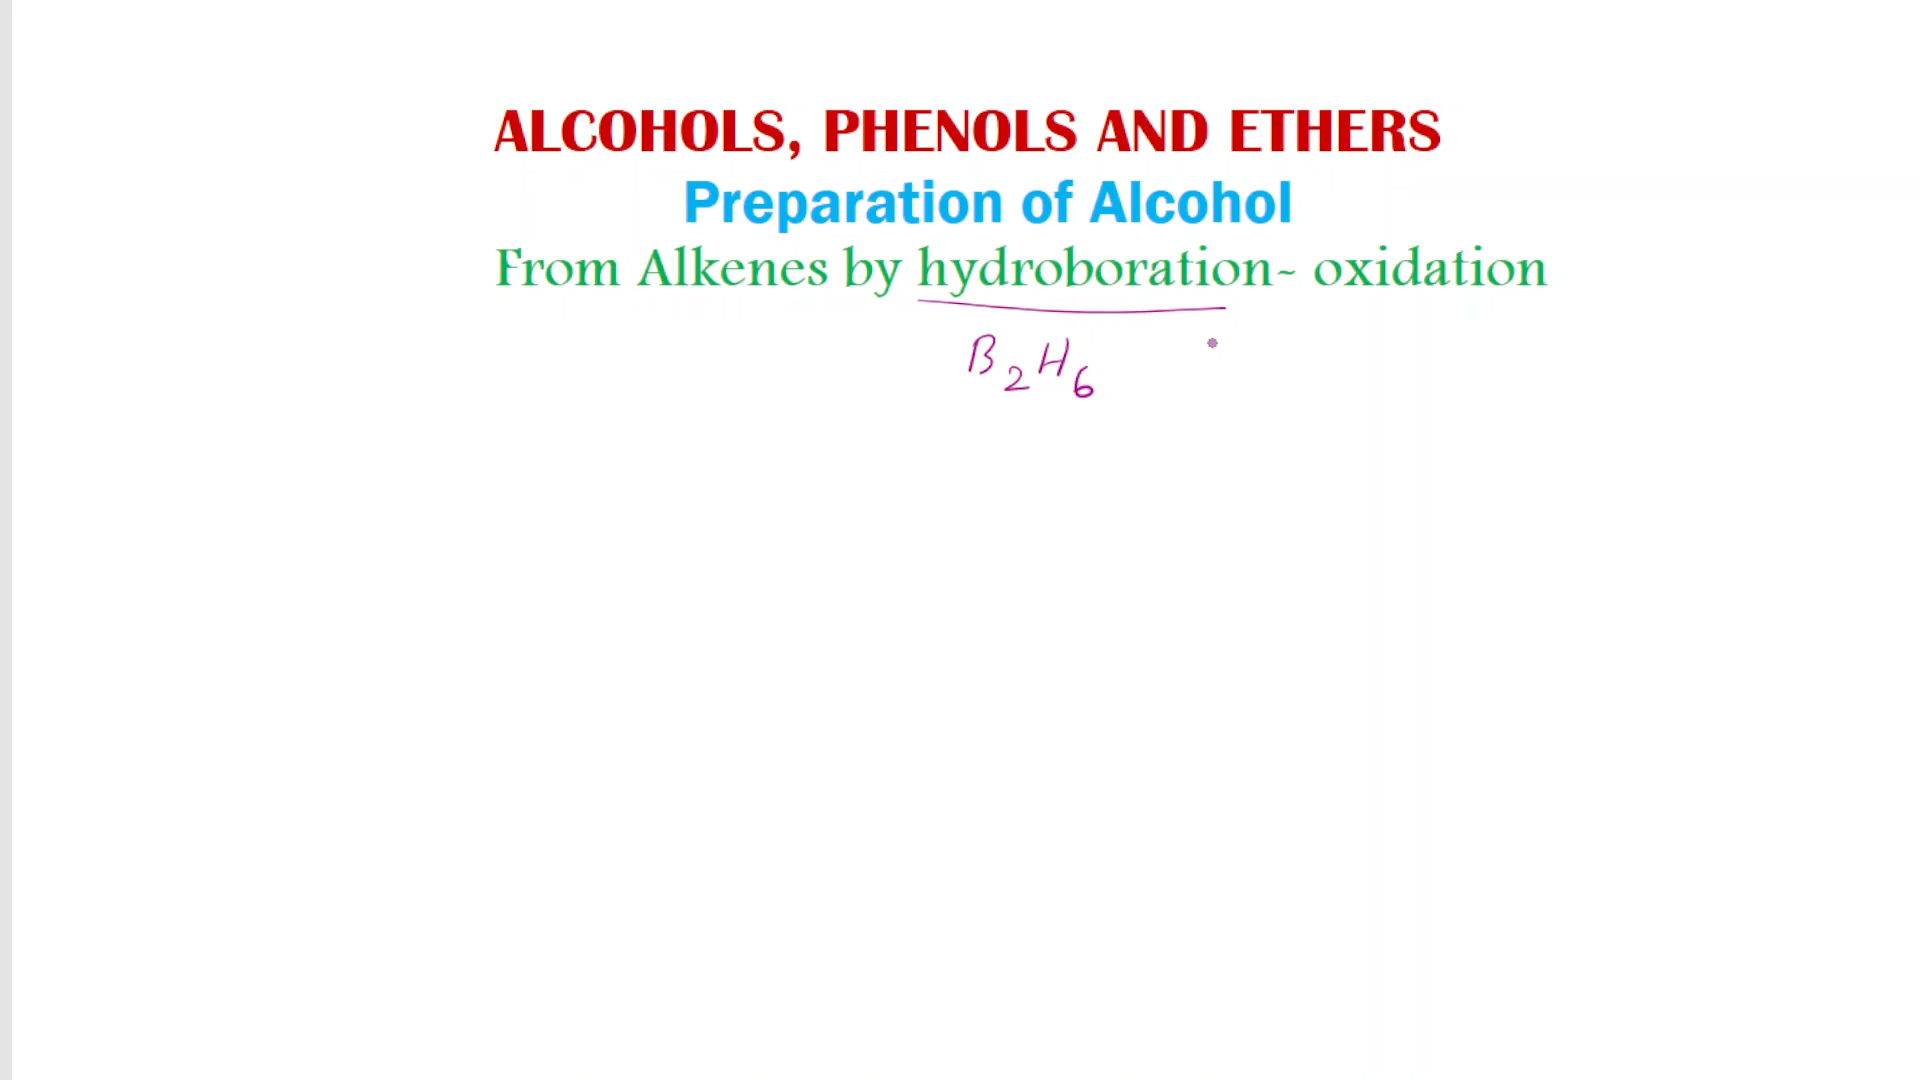 ALCOHOLS, PHENOLS AND ETHERS
Preparation of Alcohol
From Alkenes by hydroboration- oxidation
B2H6